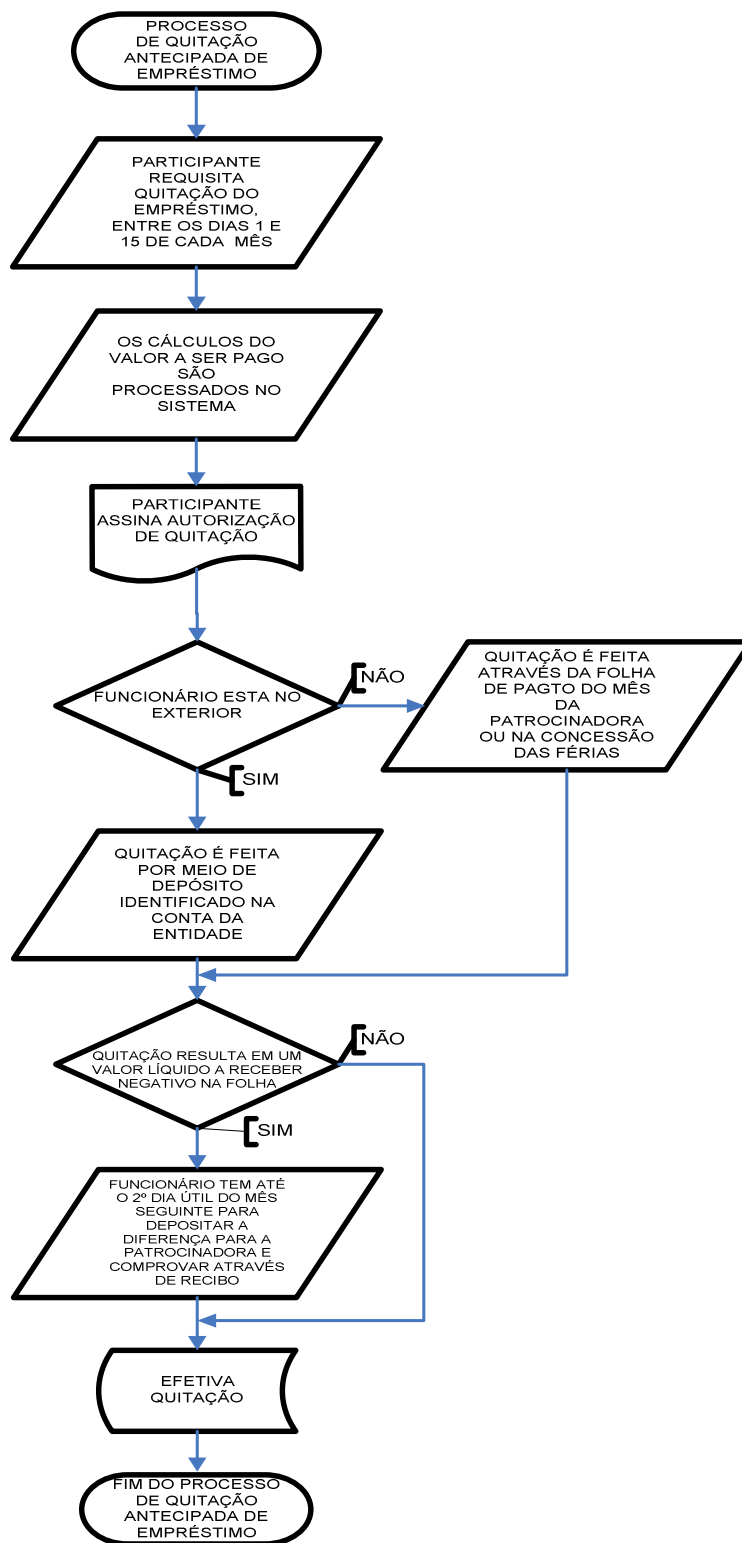 PROCESSO
DE QUITAÇÃO
ANTECIPADA DE
EMPRÉSTIMO
PARTICIPANTE
REQUISITA
QUITAÇÃO DO
EMPRÉSTIMO,
ENTRE OS DIAS 1 E
15 DE CADA MÊS
OS CÁLCULOS DO
VALOR A SER PAGO
SÃO
PROCESSADOS NO
SISTEMA
PARTICIPANTE
ASSINA AUTORIZAÇÃO
DE QUITAÇÃO
FUNCIONÁRIO ESTA NO
EXTERIOR
NÃO
QUITAÇÃO É FEITA
ATRAVÉS DA FOLHA
DE PAGTO DO MÊS
DA
PATROCINADORA
OU NA CONCESSÃO
DAS FÉRIAS
SIM
QUITAÇÃO É FEITA
POR MEIO DE
DEPÓSITO
IDENTIFICADO NA
CONTA DA
ENTIDADE
QUITAÇÃO RESULTA EM UM
VALOR LÍQUIDO A RECEBER
NEGATIVO NA FOLHA
NÃO
SIM
FUNCIONÁRIO TEM ATÉ
O 2º DIA ÚTIL DO MÊS
SEGUINTE PARA
DEPOSITAR A
DIFERENÇA PARA A
PATROCINADORA E
COMPROVAR ATRAVÉS
DE RECIBO
EFETIVA
QUITAÇÃO
FIM DO PROCESSO
DE QUITAÇÃO
ANTECIPADA DE
EMPRÉSTIMO